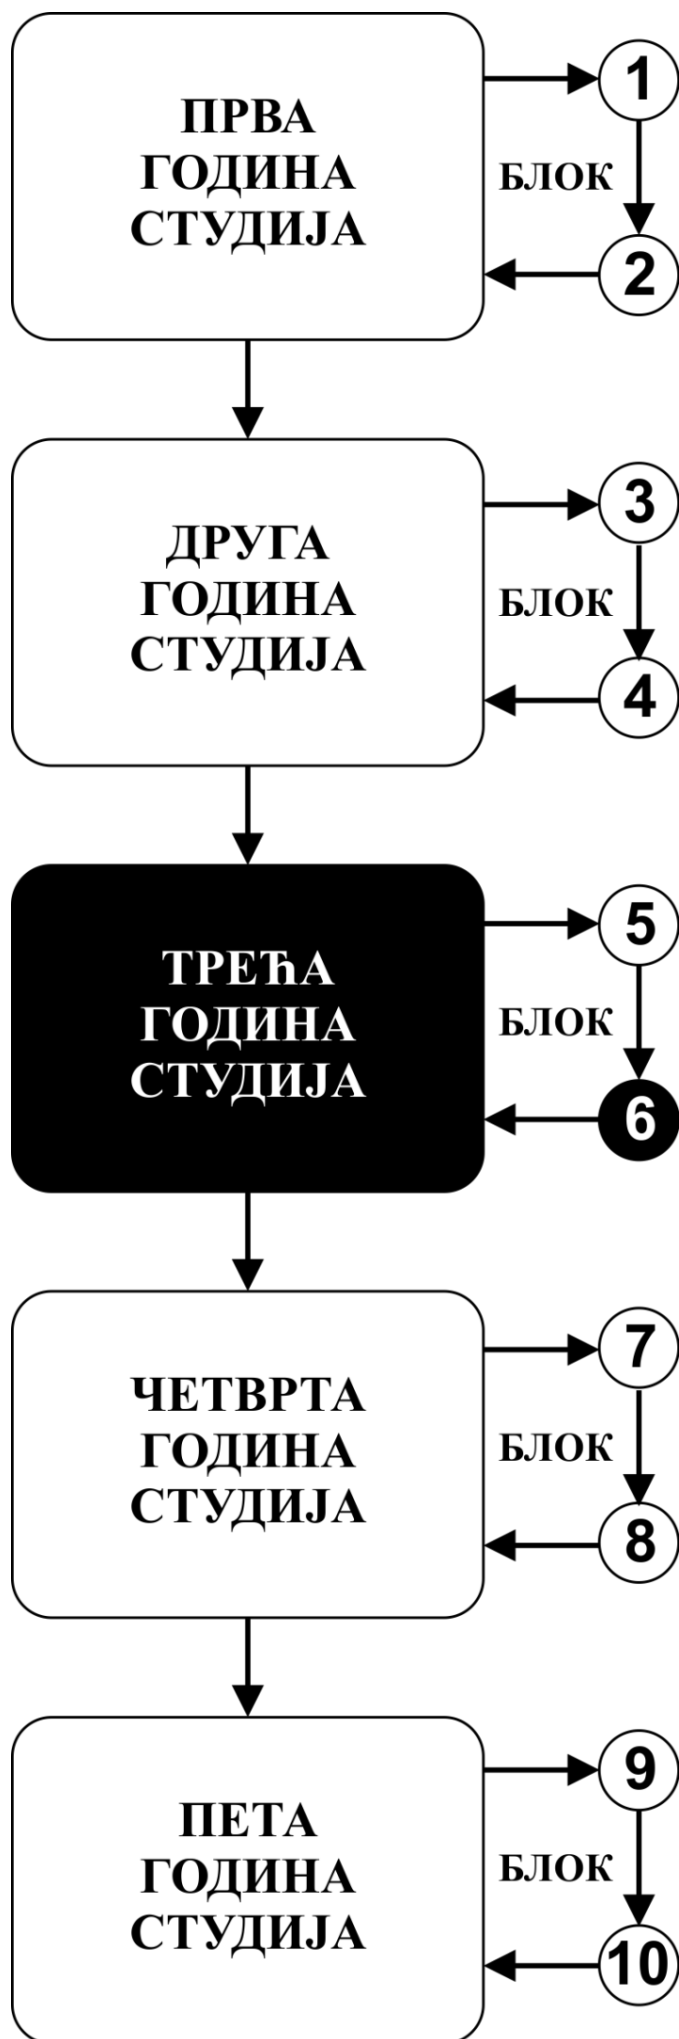 ПРВА
ГОДИНА
СТУДИЈА
1
БЛОК
2
ДРУГА
ГОДИНА
СТУДИЈА
3
БЛОК
4
ТРЕЋА
ГОДИНА
СТУДИЈА
5
БЛОК
6
ЧЕТВРТА
ГОДИНА
СТУДИЈА
7
БЛОК
8
ПЕТА
ГОДИНА
СТУДИЈА
9
БЛОК
10